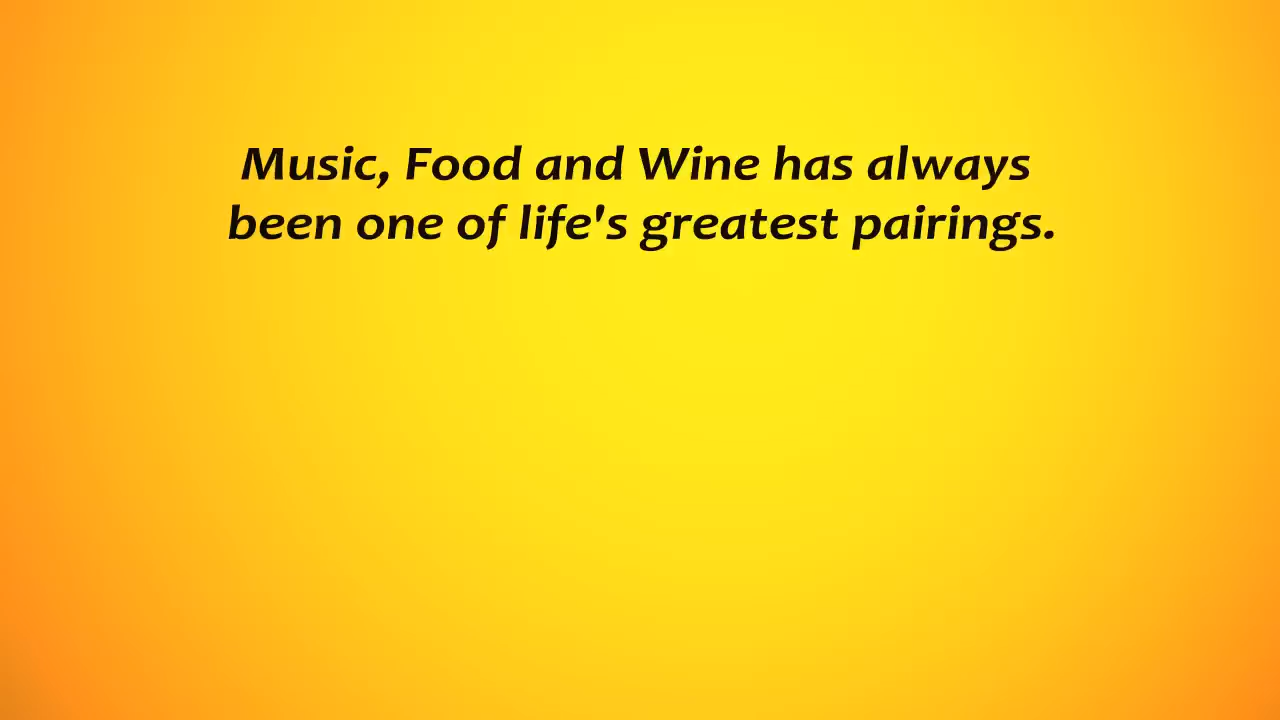 Music, Food and Wine has always
been one of life's greatest pairings.